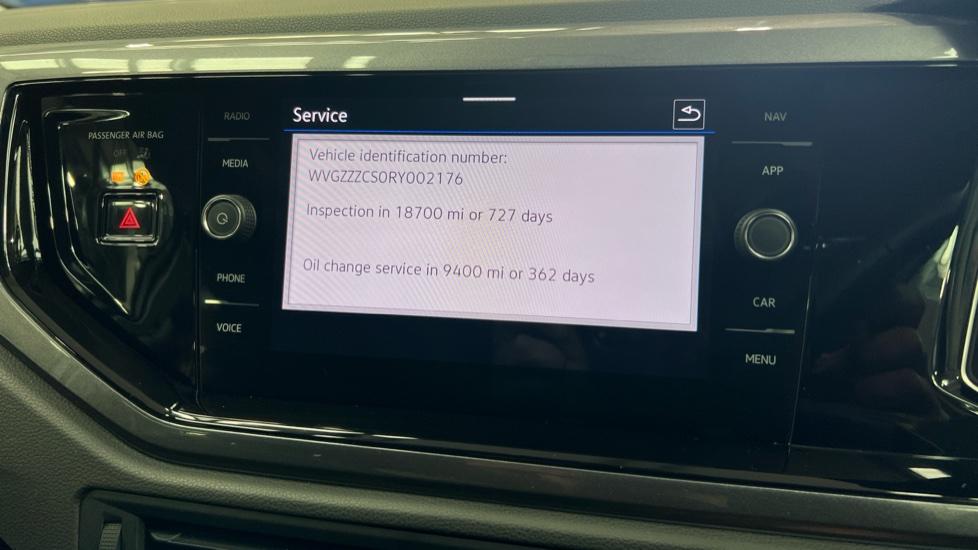 PASSENGER AIR BAG
OFF
RADIO
MEDIA
PHONE
VOICE
Service
Vehicle identification number:
WVGZZZCS0RY002176
Inspection in 18700 mi or 727 days
Oil change service in 9400 mi or 362 days
NAV
APP
CAR
MENU